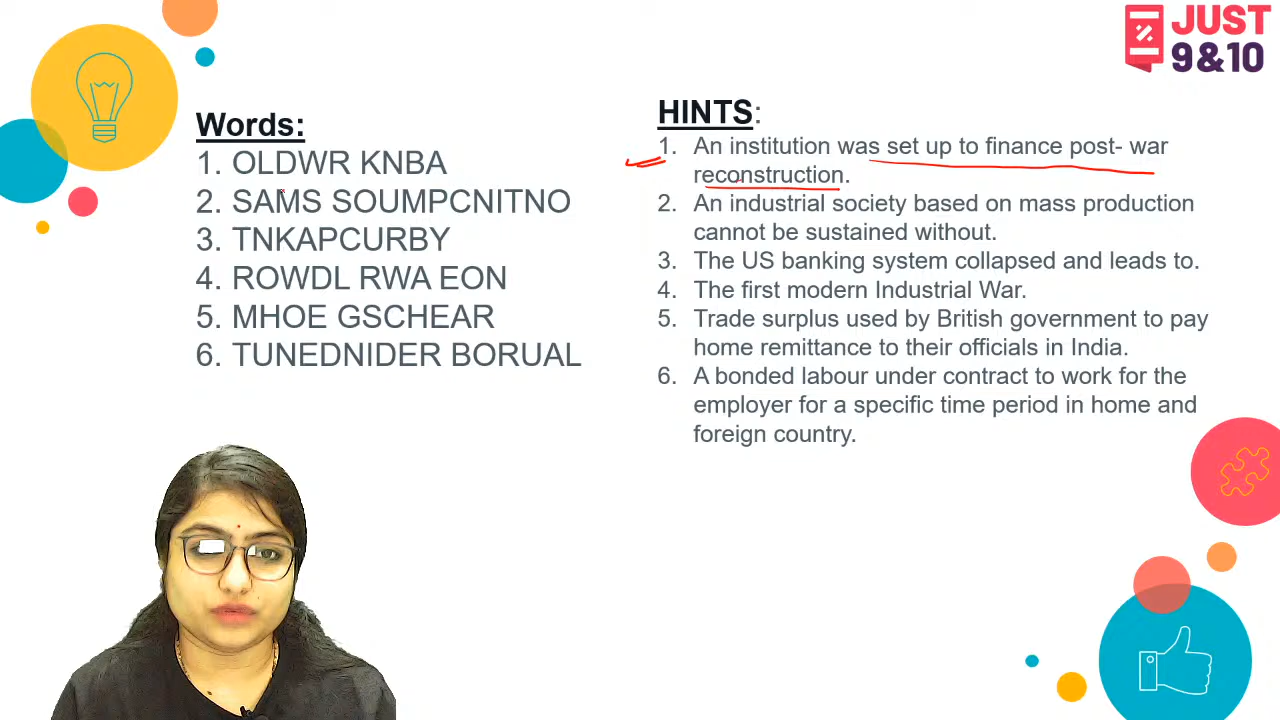 JUST
9&10
Words:
1. OLDWR KNBA
2. SAMS SOUMPCNITNO
3. TNKAPCURBY
4. ROWDL RWA EON
5. MHOE GSCHEAR
6. TUNEDNIDER BORUAL
HINTS:
1. An institution was set up to finance post- war
reconstruction.
2. An industrial society based on mass production
cannot be sustained without.
3. The US banking system collapsed and leads to.
4. The first modern Industrial War.
5. Trade surplus used by British government to pay
home remittance to their officials in India.
6. A bonded labour under contract to work for the
employer for a specific time period in home and
foreign country.